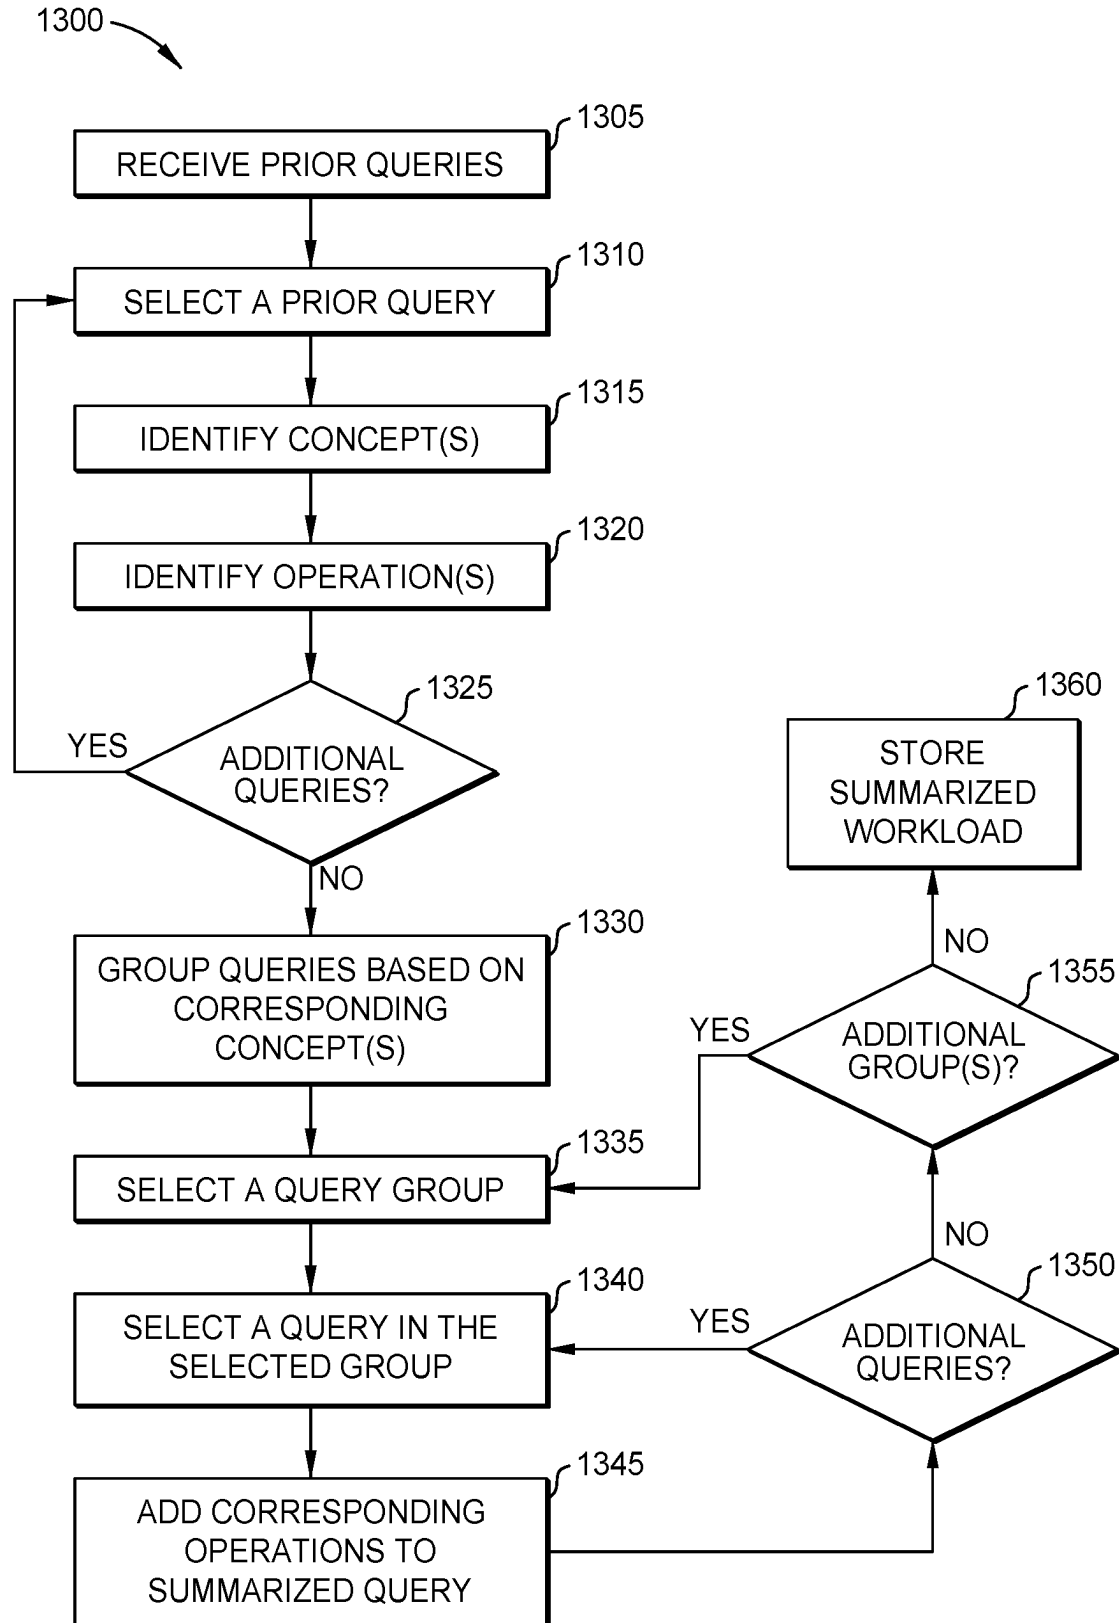 1300
1305
RECEIVE PRIOR QUERIES
1310
SELECT A PRIOR QUERY
1315
IDENTIFY CONCEPT(S)
1320
IDENTIFY OPERATION(S)
1325
YES
ADDITIONAL
QUERIES?
NO
1330
GROUP QUERIES BASED ON
CORRESPONDING
CONCEPT(S)
1335
SELECT A QUERY GROUP
1340
SELECT A QUERY IN THE
SELECTED GROUP
1345
ADD CORRESPONDING
OPERATIONS TO
SUMMARIZED QUERY
1350
YES
ADDITIONAL
QUERIES?
NO
1355
YES
ADDITIONAL
GROUP(S)?
NO
1360
STORE
SUMMARIZED
WORKLOAD